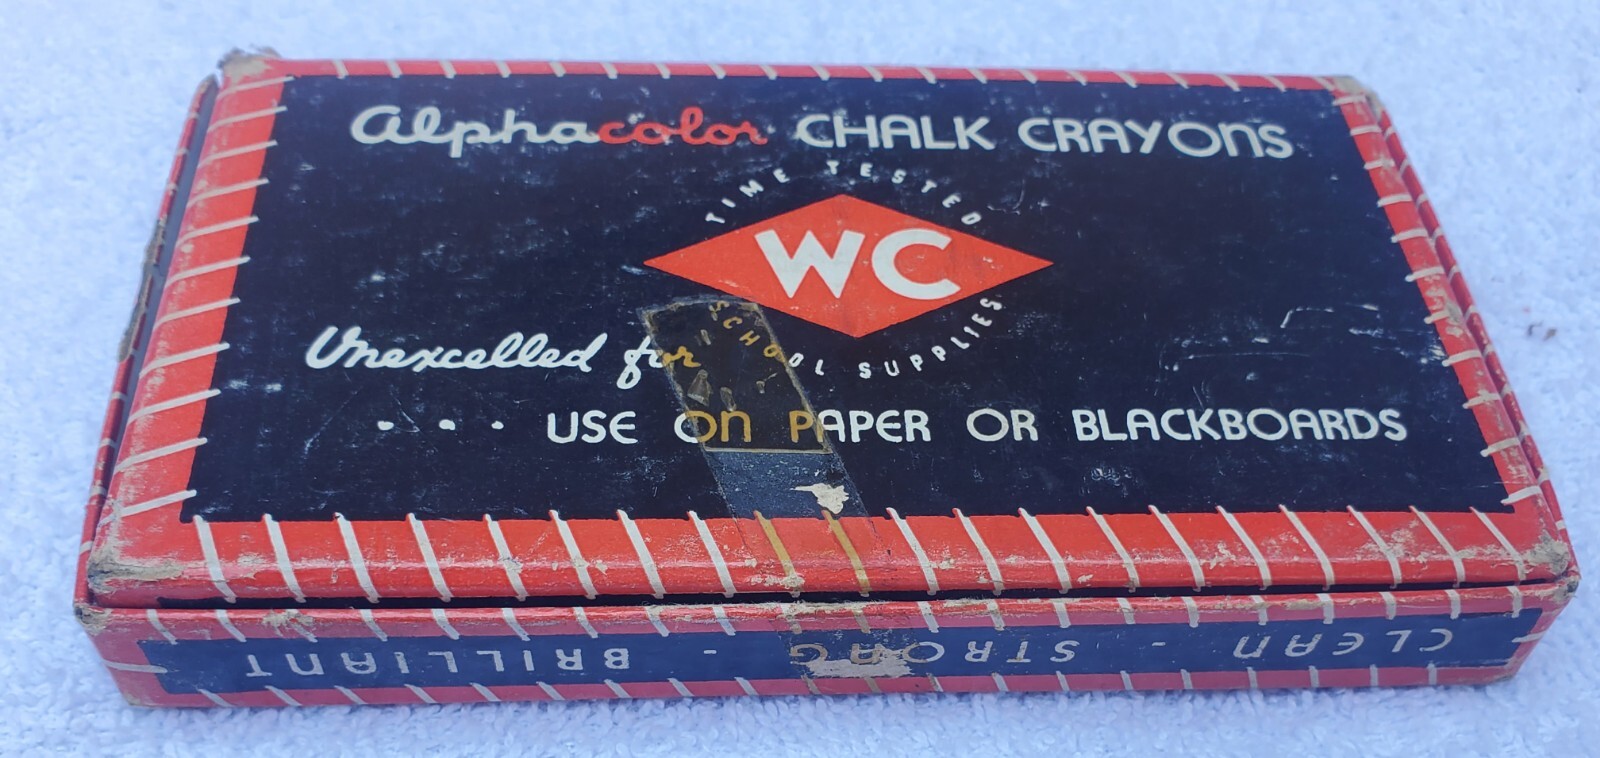 Alphacolor CHALK CRAYONS
TIME TESTED
WC
SCHOOL SUPPLIES
Unexcelled for
... USE ON PAPER OR BLACKBOARDS
CLEAN - STRONG - BRILLIANT